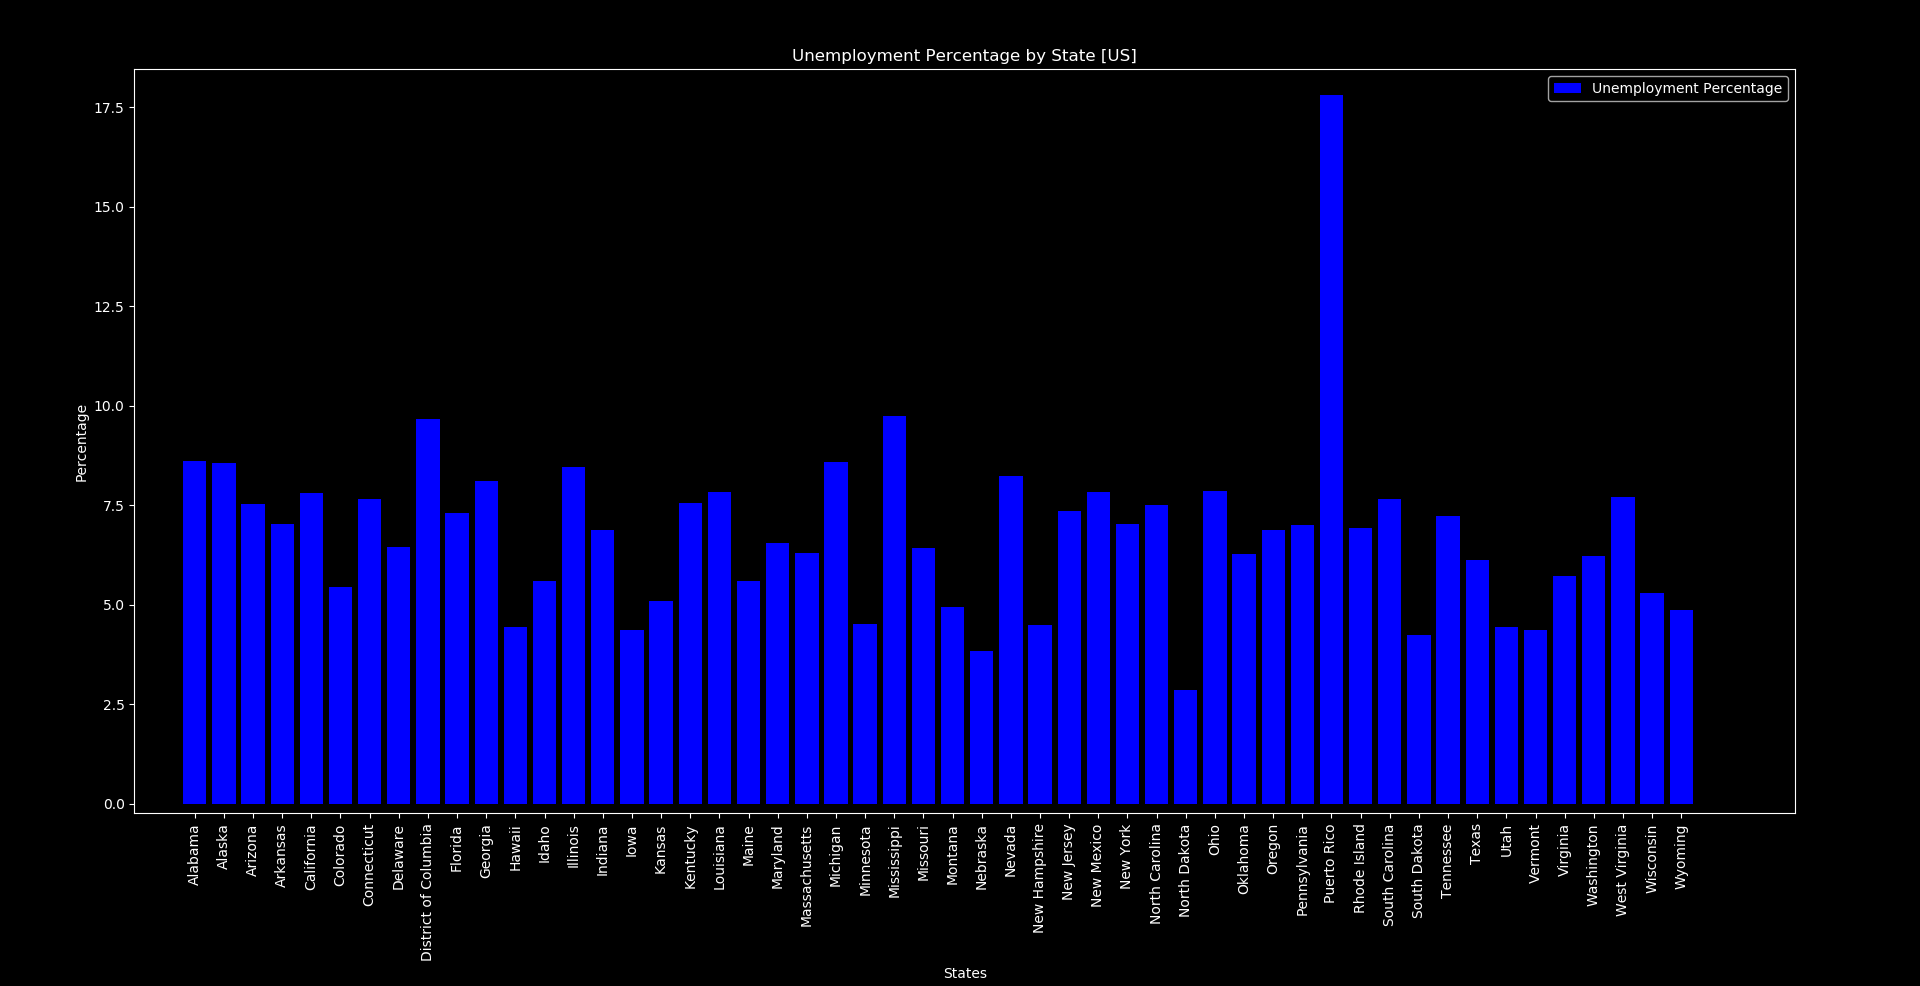 Unemployment Percentage by State [US]
Unemployment Percentage
17.5
15.0
12.5
10.0
7.5
5.0
2.5
0.0
Percentage
Alabama
Alaska
Arizona
Arkansas
California
Colorado
Connecticut
Delaware
District of Columbia
Florida
Georgia
Hawaii
Idaho
Illinois
Indiana
Iowa
Kansas
Kentucky
Louisiana
Maine
Maryland
Massachusetts
Michigan
Minnesota
Mississippi
Missouri
Montana
Nebraska
Nevada
New Hampshire
New Jersey
New Mexico
New York
North Carolina
North Dakota
Ohio
Oklahoma
Oregon
Pennsylvania
Puerto Rico
Rhode Island
South Carolina
South Dakota
Tennessee
Texas
Utah
Vermont
Virginia
Washington
West Virginia
Wisconsin
Wyoming
States